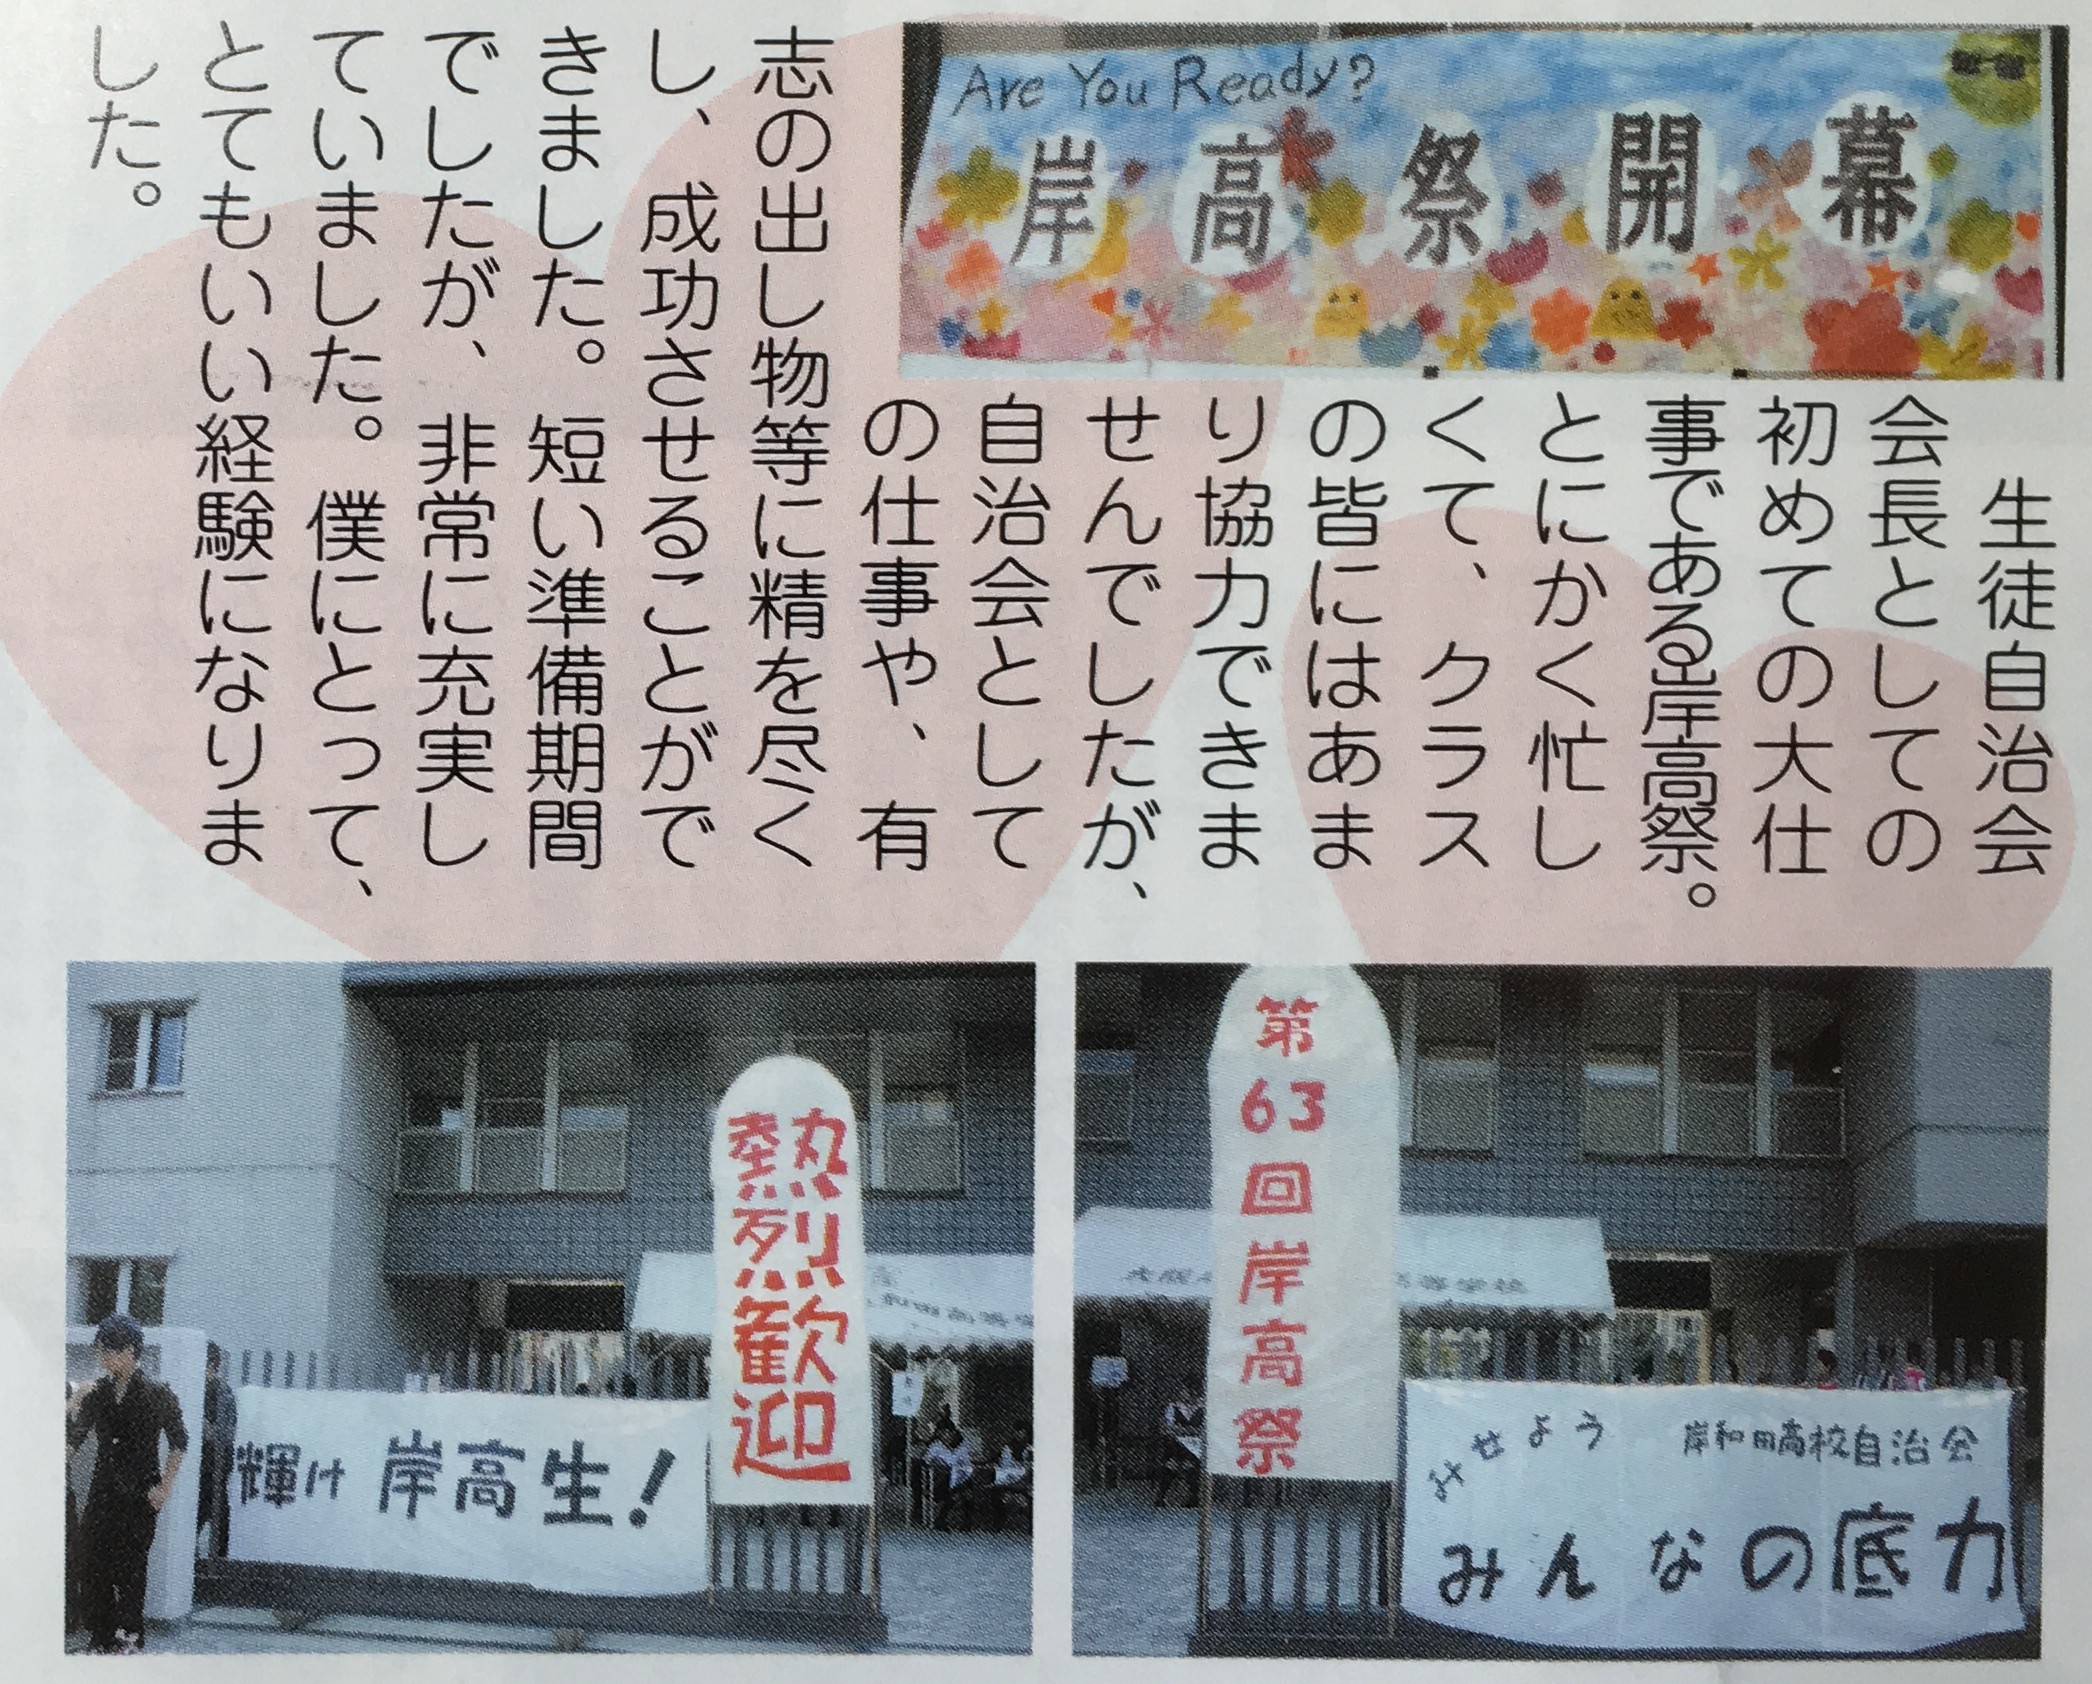 Are You Ready?
岸高祭開幕
生徒自治会
会長としての
初めての大仕
事である岸高祭。
とにかく忙し
くて、クラス
の皆にはあま
り協力できま
せんでしたが、
自治会として
の仕事や、有
志の出し物等に精を尽く
し、成功させることがで
きました。短い準備期間
でしたが、非常に充実し
ていました。僕にとって、
とてもいい経験になりま
した。
熱烈歓迎
輝け 岸高生!
第63回岸高祭
みせよう 岸和田高校自治会
みんなの底力